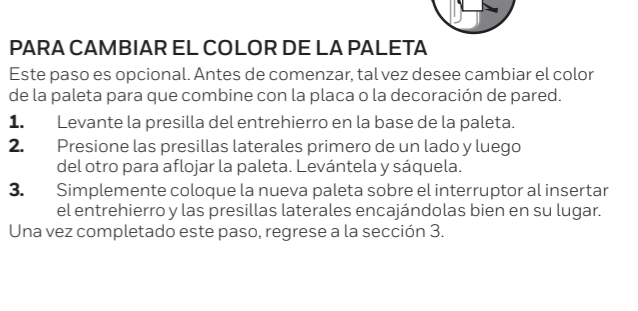 PARA CAMBIAR EL COLOR DE LA PALETA
Este paso es opcional. Antes de comenzar, tal vez desee cambiar el color
de la paleta para que combine con la placa o la decoración de pared.
1. Levante la presilla del entrehierro en la base de la paleta.
2. Presione las presillas laterales primero de un lado y luego
del otro para aflojar la paleta. Levántela y sáquela.
3. Simplemente coloque la nueva paleta sobre el interruptor al insertar
el entrehierro y las presillas laterales encajándolas bien en su lugar.
Una vez completado este paso, regrese a la sección 3.